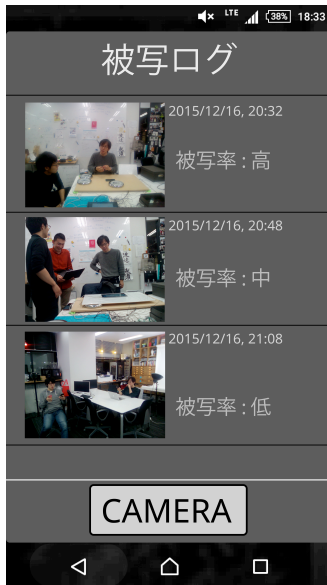 LTE 38% 18:33
被写ログ
2015/12/16, 20:32
被写率 : 高
2015/12/16, 20:48
被写率 : 中
2015/12/16, 21:08
被写率 : 低
CAMERA